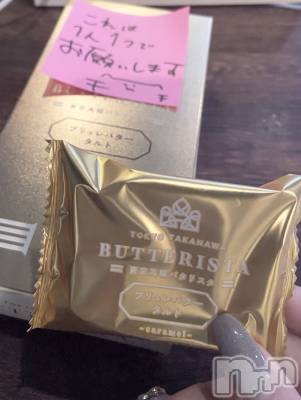 これは
1人1つで
お願いします
ブリュレバター
タルト
TOKYO TAKANAWA
BUTTERISTA
東京高輪バタリスタ
ブリュレバター
タルト
-caramel-